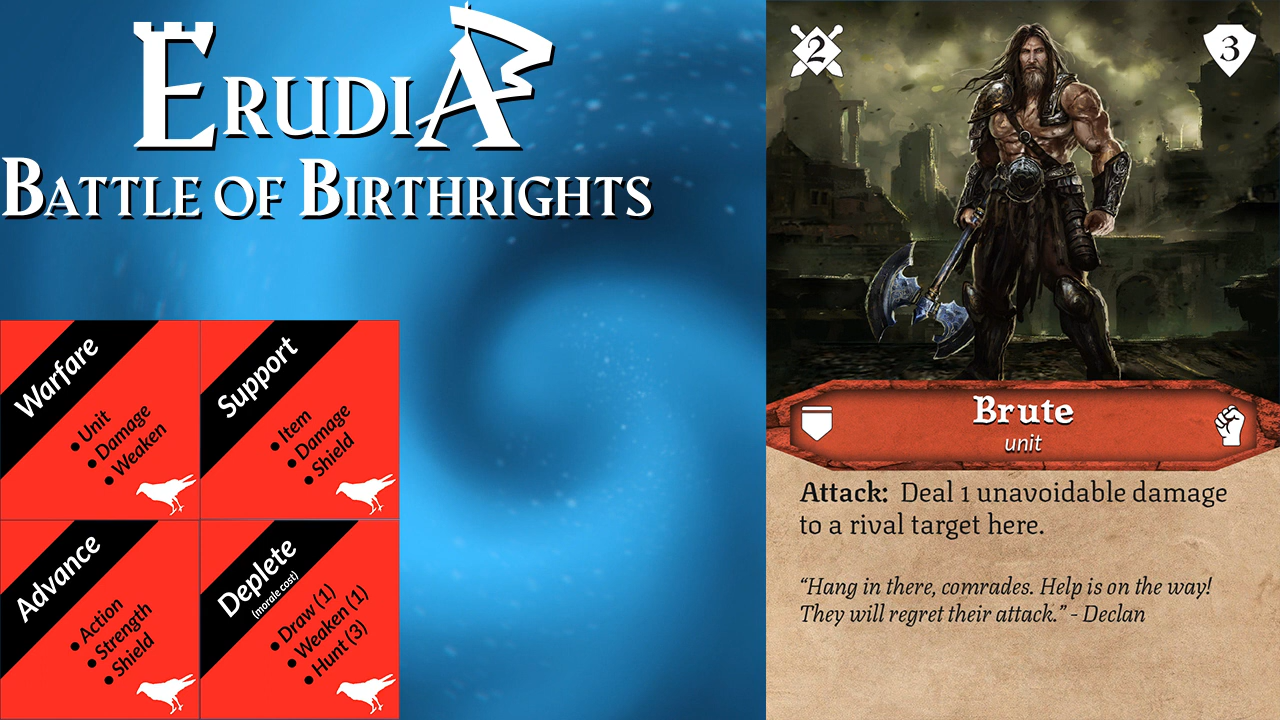 Erudia
Battle of Birthrights
Warfare
• Unit
• Damage
• Weaken
Support
• Item
• Damage
• Shield
Advance
• Action
• Strength
• Shield
Deplete
(morale cost)
• Draw (1)
• Weaken (1)
• Hunt (3)
2
3
Brute
unit
Attack: Deal 1 unavoidable damage
to a rival target here.
“Hang in there, comrades. Help is on the way!
They will regret their attack.” - Declan